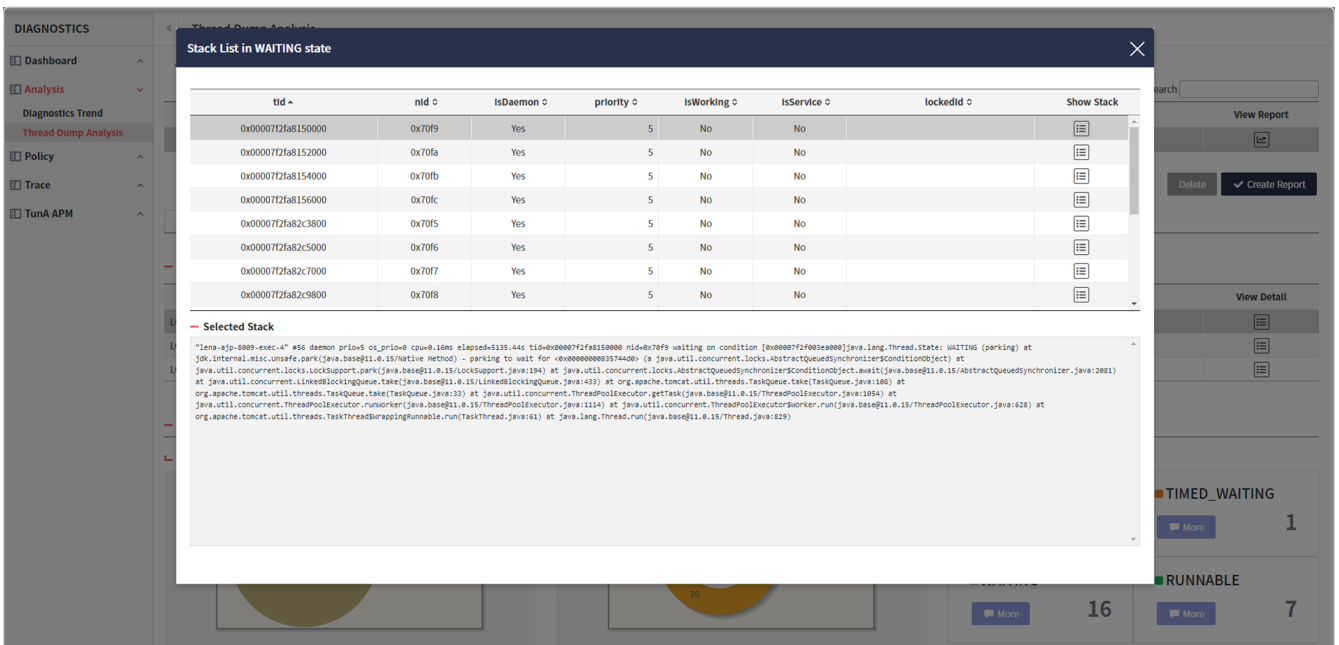 DIAGNOSTICS
Thread Dump Analysis
Dashboard
Analysis
Diagnostics Trend
Thread Dump Analysis
Policy
Trace
TunA APM
Stack List in WAITING state
tid nid IsDaemon priority IsWorking IsService lockedId Show Stack
0x00007f2fa8150000 0x70f9 Yes 5 No No
0x00007f2fa8152000 0x70fa Yes 5 No No
0x00007f2fa8154000 0x70fb Yes 5 No No
0x00007f2fa8156000 0x70fc Yes 5 No No
0x00007f2fa82c3800 0x70f5 Yes 5 No No
0x00007f2fa82c5000 0x70f6 Yes 5 No No
0x00007f2fa82c7000 0x70f7 Yes 5 No No
0x00007f2fa82c9800 0x70f8 Yes 5 No No
Selected Stack
"lena-ajp-8009-exec-4" #56 daemon prio=5 os_prio=0 cpu=0.16ms elapsed=5135.44s tid=0x00007f2fa8150000 nid=0x70f9 waiting on condition [0x00007f2f003ea000]java.lang.Thread.State: WAITING (parking) at
jdk.internal.misc.Unsafe.park(java.base@11.0.15/Native Method) - parking to wait for <0x00000000835744d0> (a java.util.concurrent.locks.AbstractQueuedSynchronizer$ConditionObject) at
java.util.concurrent.locks.LockSupport.park(java.base@11.0.15/LockSupport.java:194) at java.util.concurrent.locks.AbstractQueuedSynchronizer$ConditionObject.await(java.base@11.0.15/AbstractQueuedSynchronizer.java:2081)
at java.util.concurrent.LinkedBlockingQueue.take(java.base@11.0.15/LinkedBlockingQueue.java:433) at org.apache.tomcat.util.threads.TaskQueue.take(TaskQueue.java:108) at
org.apache.tomcat.util.threads.TaskQueue.take(TaskQueue.java:33) at java.util.concurrent.ThreadPoolExecutor.getTask(java.base@11.0.15/ThreadPoolExecutor.java:1054) at
java.util.concurrent.ThreadPoolExecutor.runWorker(java.base@11.0.15/ThreadPoolExecutor.java:1114) at java.util.concurrent.ThreadPoolExecutor$Worker.run(java.base@11.0.15/ThreadPoolExecutor.java:628) at
org.apache.tomcat.util.threads.TaskThread$WrappingRunnable.run(TaskThread.java:61) at java.lang.Thread.run(java.base@11.0.15/Thread.java:829)
View Report
Delete Create Report
View Detail
TIMED_WAITING
More 1
RUNNABLE
20
More 16
More 7